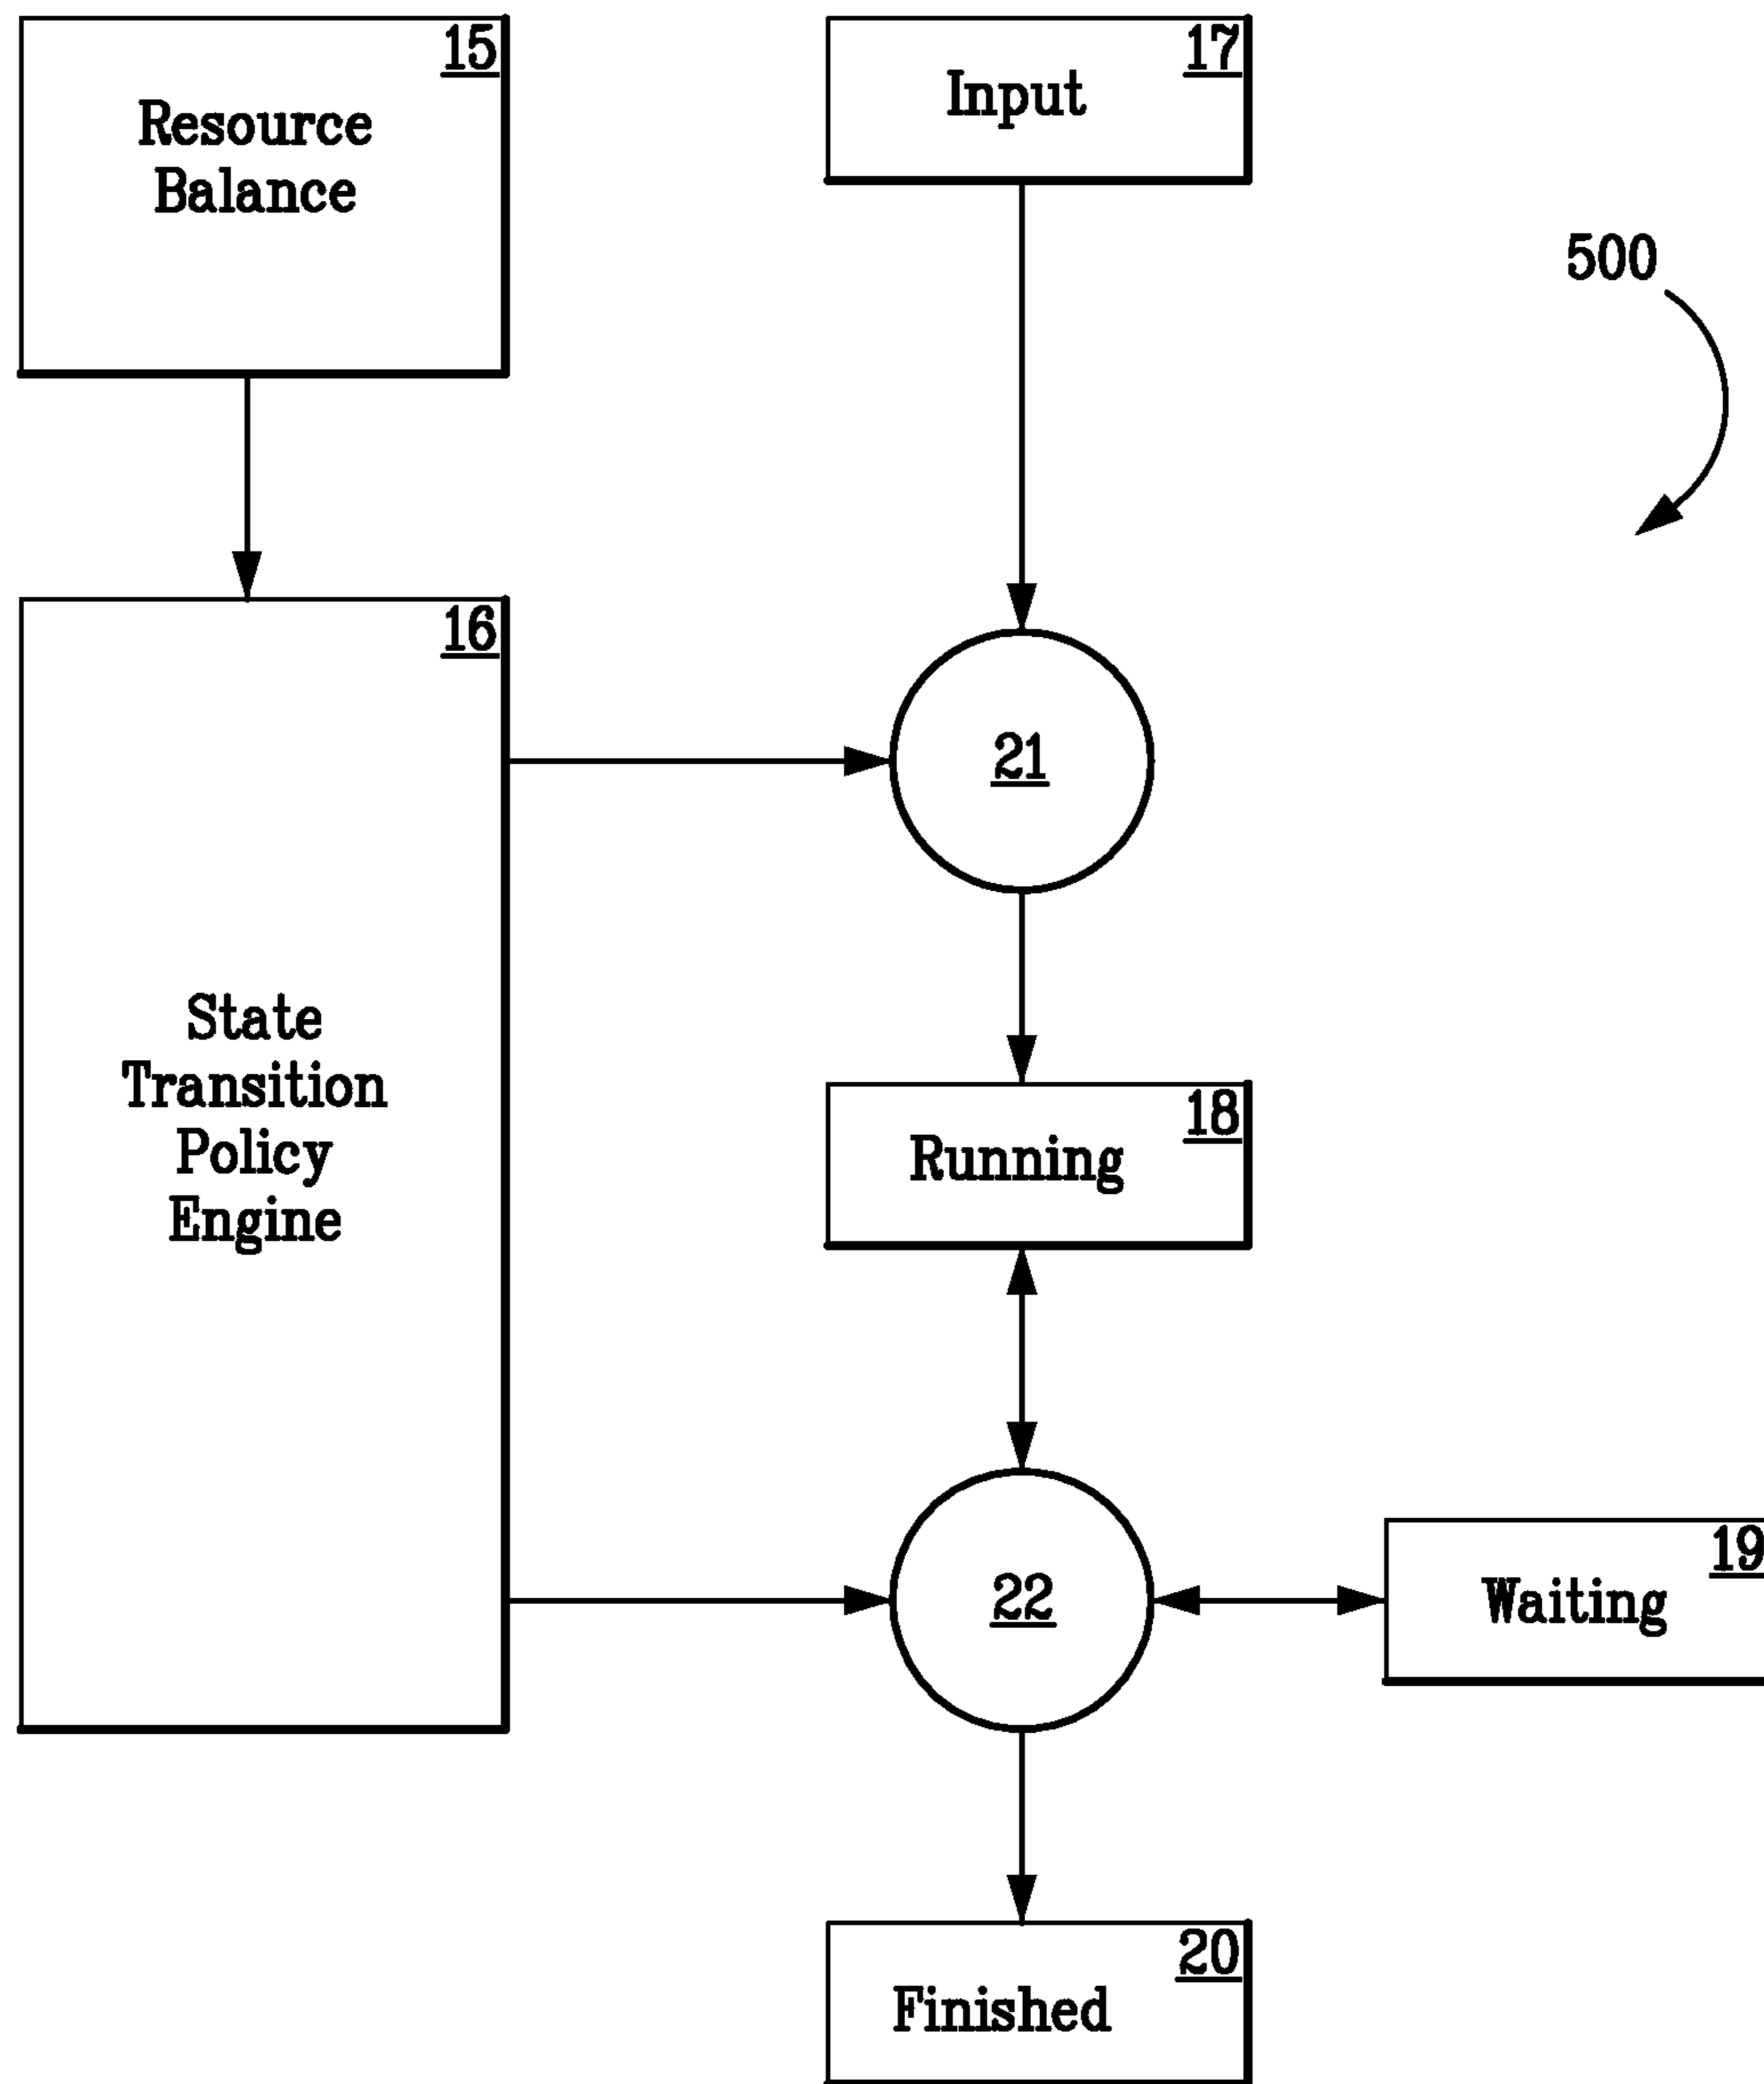 15
Resource
Balance
17
Input
500
16
State
Transition
Policy
Engine
21
18
Running
22
19
Waiting
20
Finished